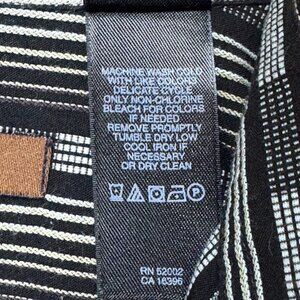 MACHINE WASH COLD
WITH LIKE COLORS.
DELICATE CYCLE
ONLY NON-CHLORINE
BLEACH FOR COLORS
IF NEEDED
REMOVE PROMPTLY
TUMBLE DRY LOW
COOL IRON IF
NECESSARY
OR DRY CLEAN
P
RN 52002
CA 16396